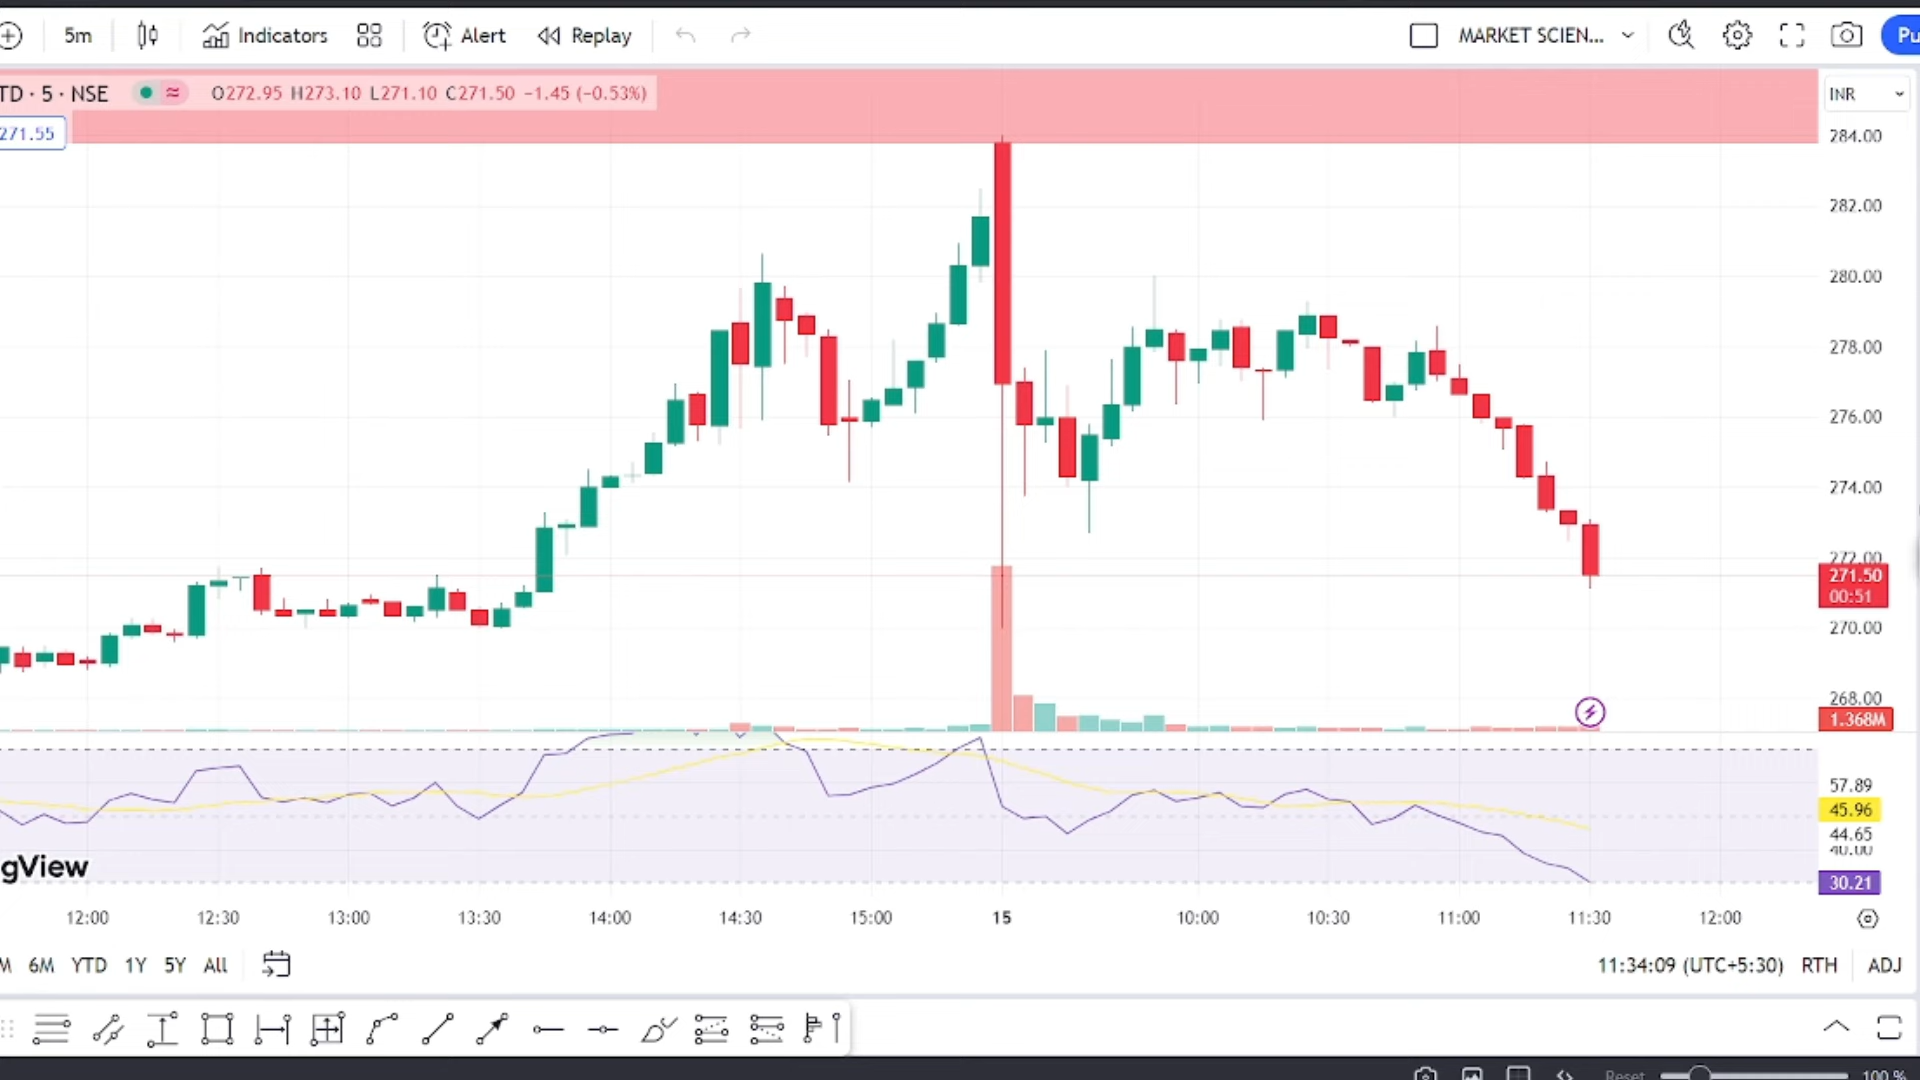 5m Indicators Alert Replay MARKET SCIEN... Pu
TD · 5 · NSE O272.95 H273.10 L271.10 C271.50 −1.45 (−0.53%) INR
271.55
284.00
282.00
280.00
278.00
276.00
274.00
272.00
271.50
00:51
270.00
268.00
1.368M
57.89
45.96
44.65
40.00
gView
30.21
12:00 12:30 13:00 13:30 14:00 14:30 15:00 15 10:00 10:30 11:00 11:30 12:00
M 6M YTD 1Y 5Y All 11:34:09 (UTC+5:30) RTH ADJ
Reset 100 %